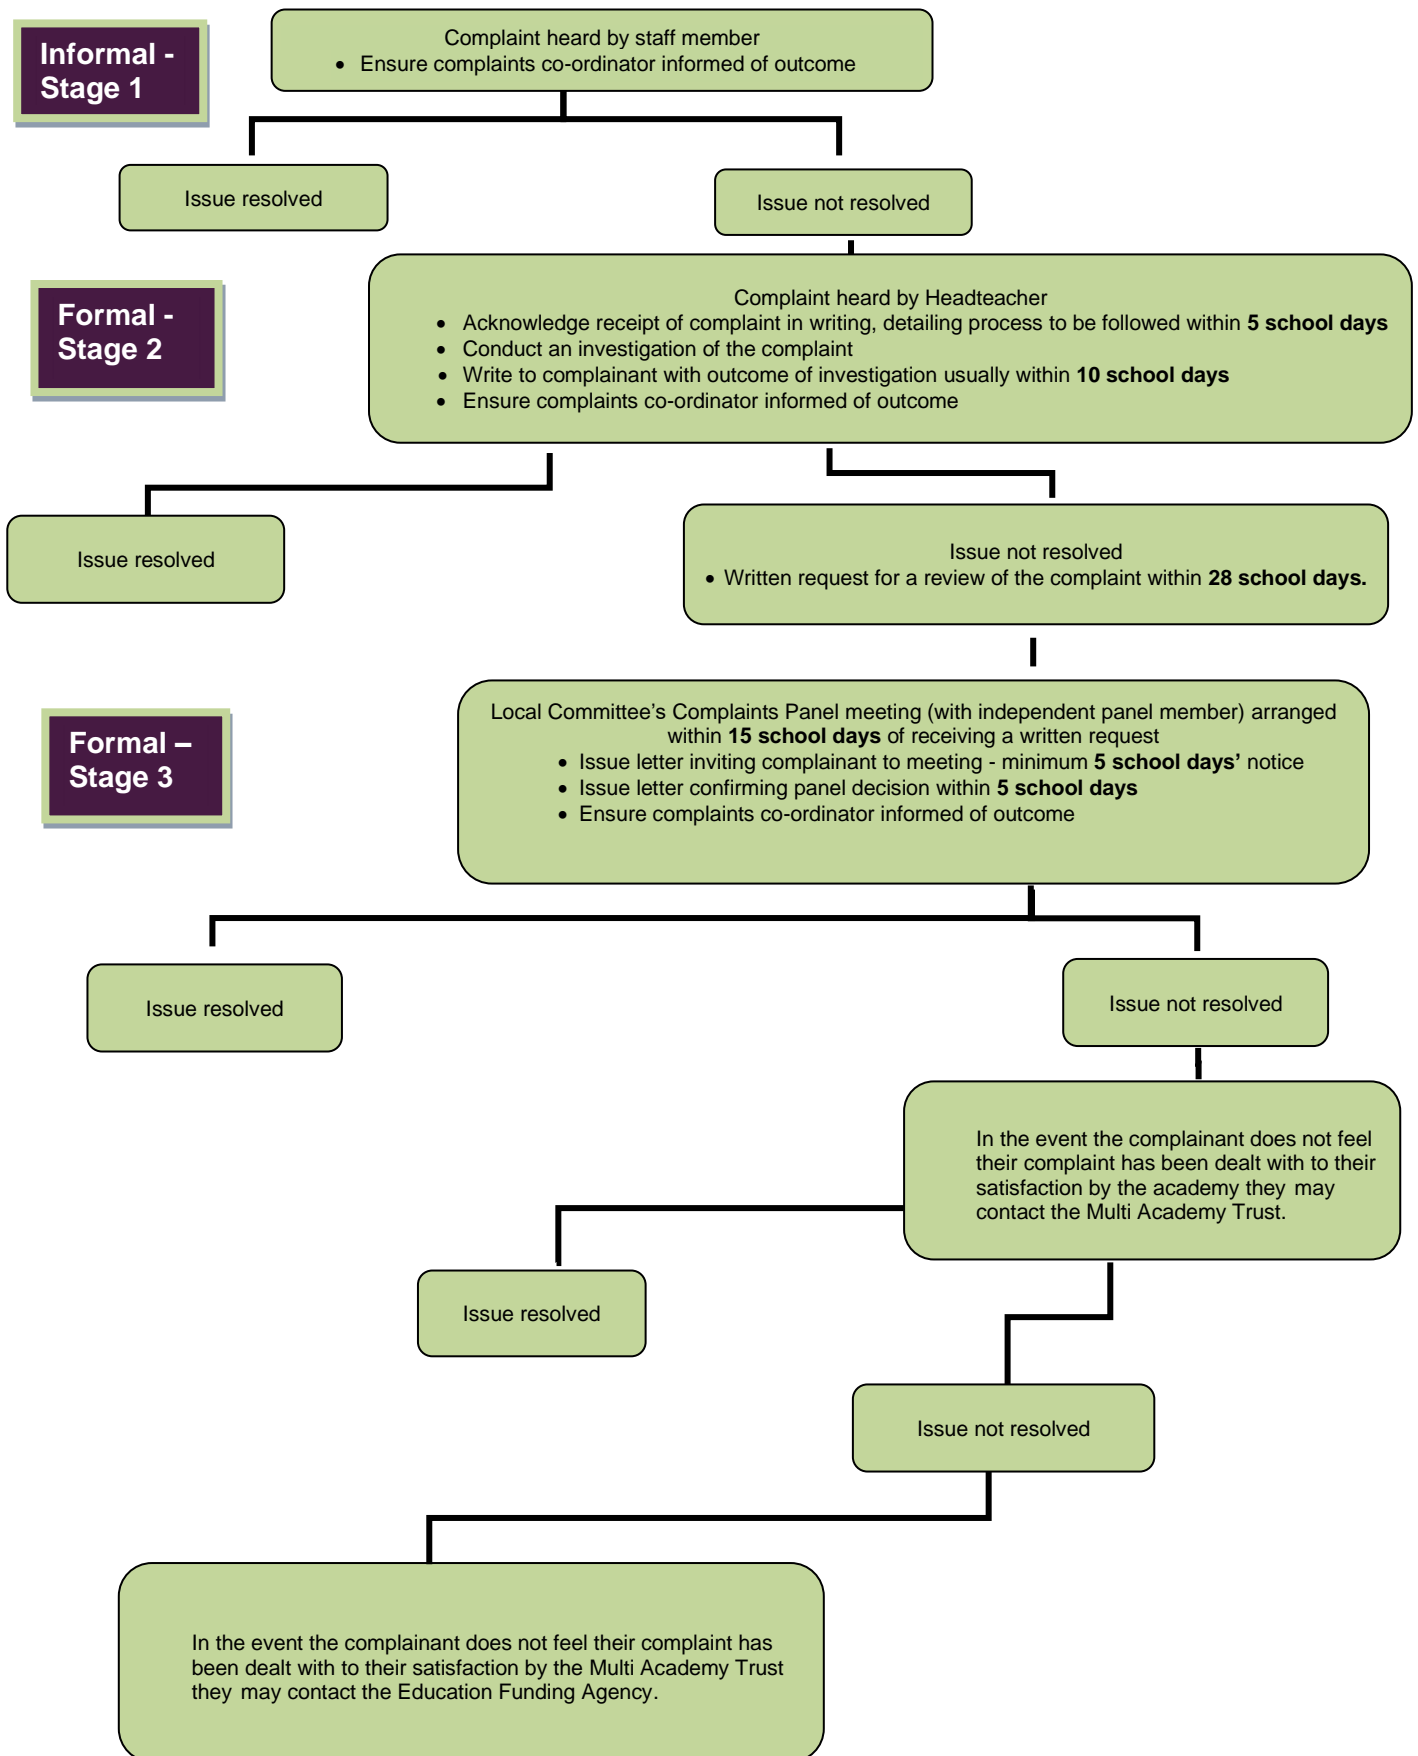 Informal -
Stage 1
Complaint heard by staff member
• Ensure complaints co-ordinator informed of outcome
Issue resolved
Issue not resolved
Formal -
Stage 2
Complaint heard by Headteacher
• Acknowledge receipt of complaint in writing, detailing process to be followed within 5 school days
• Conduct an investigation of the complaint
• Write to complainant with outcome of investigation usually within 10 school days
• Ensure complaints co-ordinator informed of outcome
Issue resolved
Issue not resolved
• Written request for a review of the complaint within 28 school days.
Formal –
Stage 3
Local Committee's Complaints Panel meeting (with independent panel member) arranged
within 15 school days of receiving a written request
• Issue letter inviting complainant to meeting - minimum 5 school days' notice
• Issue letter confirming panel decision within 5 school days
• Ensure complaints co-ordinator informed of outcome
Issue resolved
Issue not resolved
In the event the complainant does not feel
their complaint has been dealt with to their
satisfaction by the academy they may
contact the Multi Academy Trust.
Issue resolved
Issue not resolved
In the event the complainant does not feel their complaint has
been dealt with to their satisfaction by the Multi Academy Trust
they may contact the Education Funding Agency.